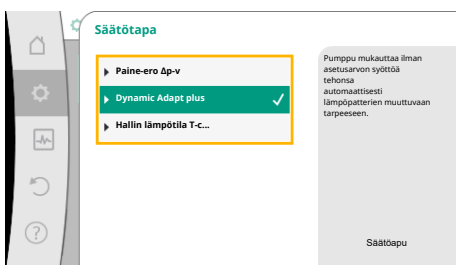 Säätötapa
Paine-ero Δp-v
Dynamic Adapt plus
Hallin lämpötila T-c...
Pumppu mukauttaa ilman
asetusarvon syöttöä
tehonsa
automaattisesti
lämpöpatterien muuttuvaan
tarpeeseen.
Säätöapu